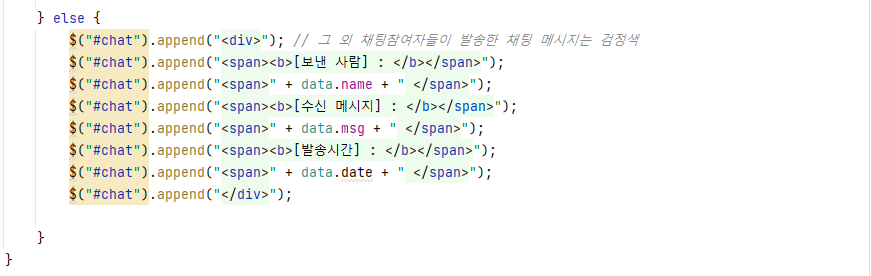 } else {
$("#chat").append("<div>"); // 그 외 채팅참여자들이 발송한 채팅 메시지는 검정색
$("#chat").append("<span><b>[보낸 사람] : </b></span>");
$("#chat").append("<span>" + data.name + " </span>");
$("#chat").append("<span><b>[수신 메시지] : </b></span>");
$("#chat").append("<span>" + data.msg + " </span>");
$("#chat").append("<span><b>[발송시간] : </b></span>");
$("#chat").append("<span>" + data.date + " </span>");
$("#chat").append("</div>");
}
}